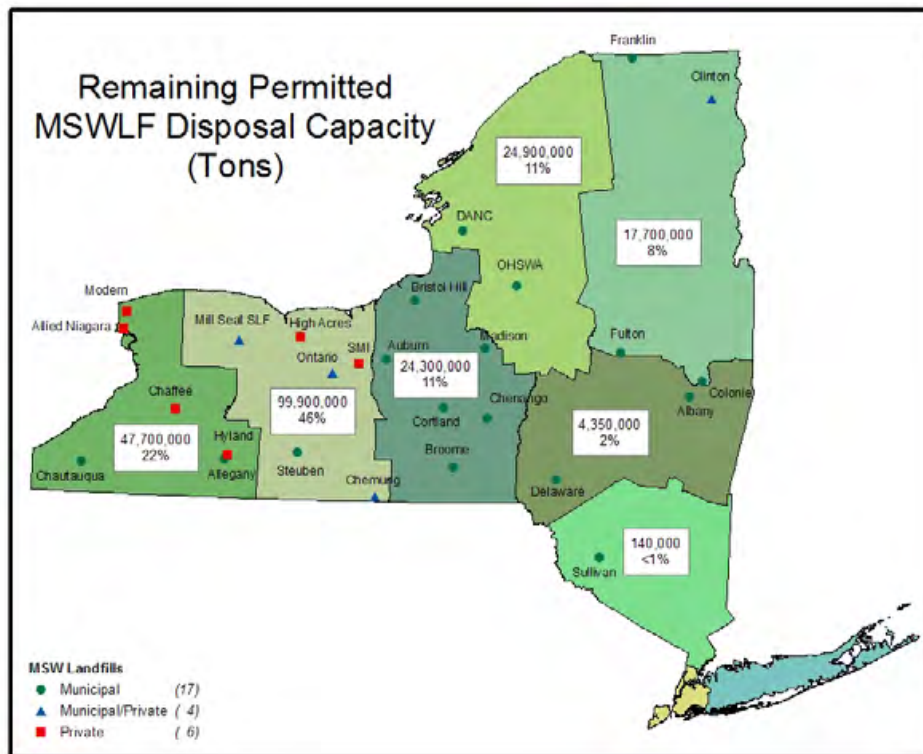 Remaining Permitted
MSWLF Disposal Capacity
(Tons)
Franklin
Clinton
24,900,000
11%
DANC
OHSWA
17,700,000
8%
Modern
Allied Niagara
Mill Seat SLF
High Acres
Ontario
SMI
Bristol Hill
Auburn
Madison
Fulton
Colonie
Albany
Chaffee
99,900,000
46%
24,300,000
11%
Cortland
Chenango
4,350,000
2%
47,700,000
22%
Hyland
Allegany
Chautauqua
Steuben
Chemung
Broome
Delaware
140,000
<1%
Sullivan
MSW Landfills
Municipal (17)
Municipal/Private ( 4)
Private ( 6)